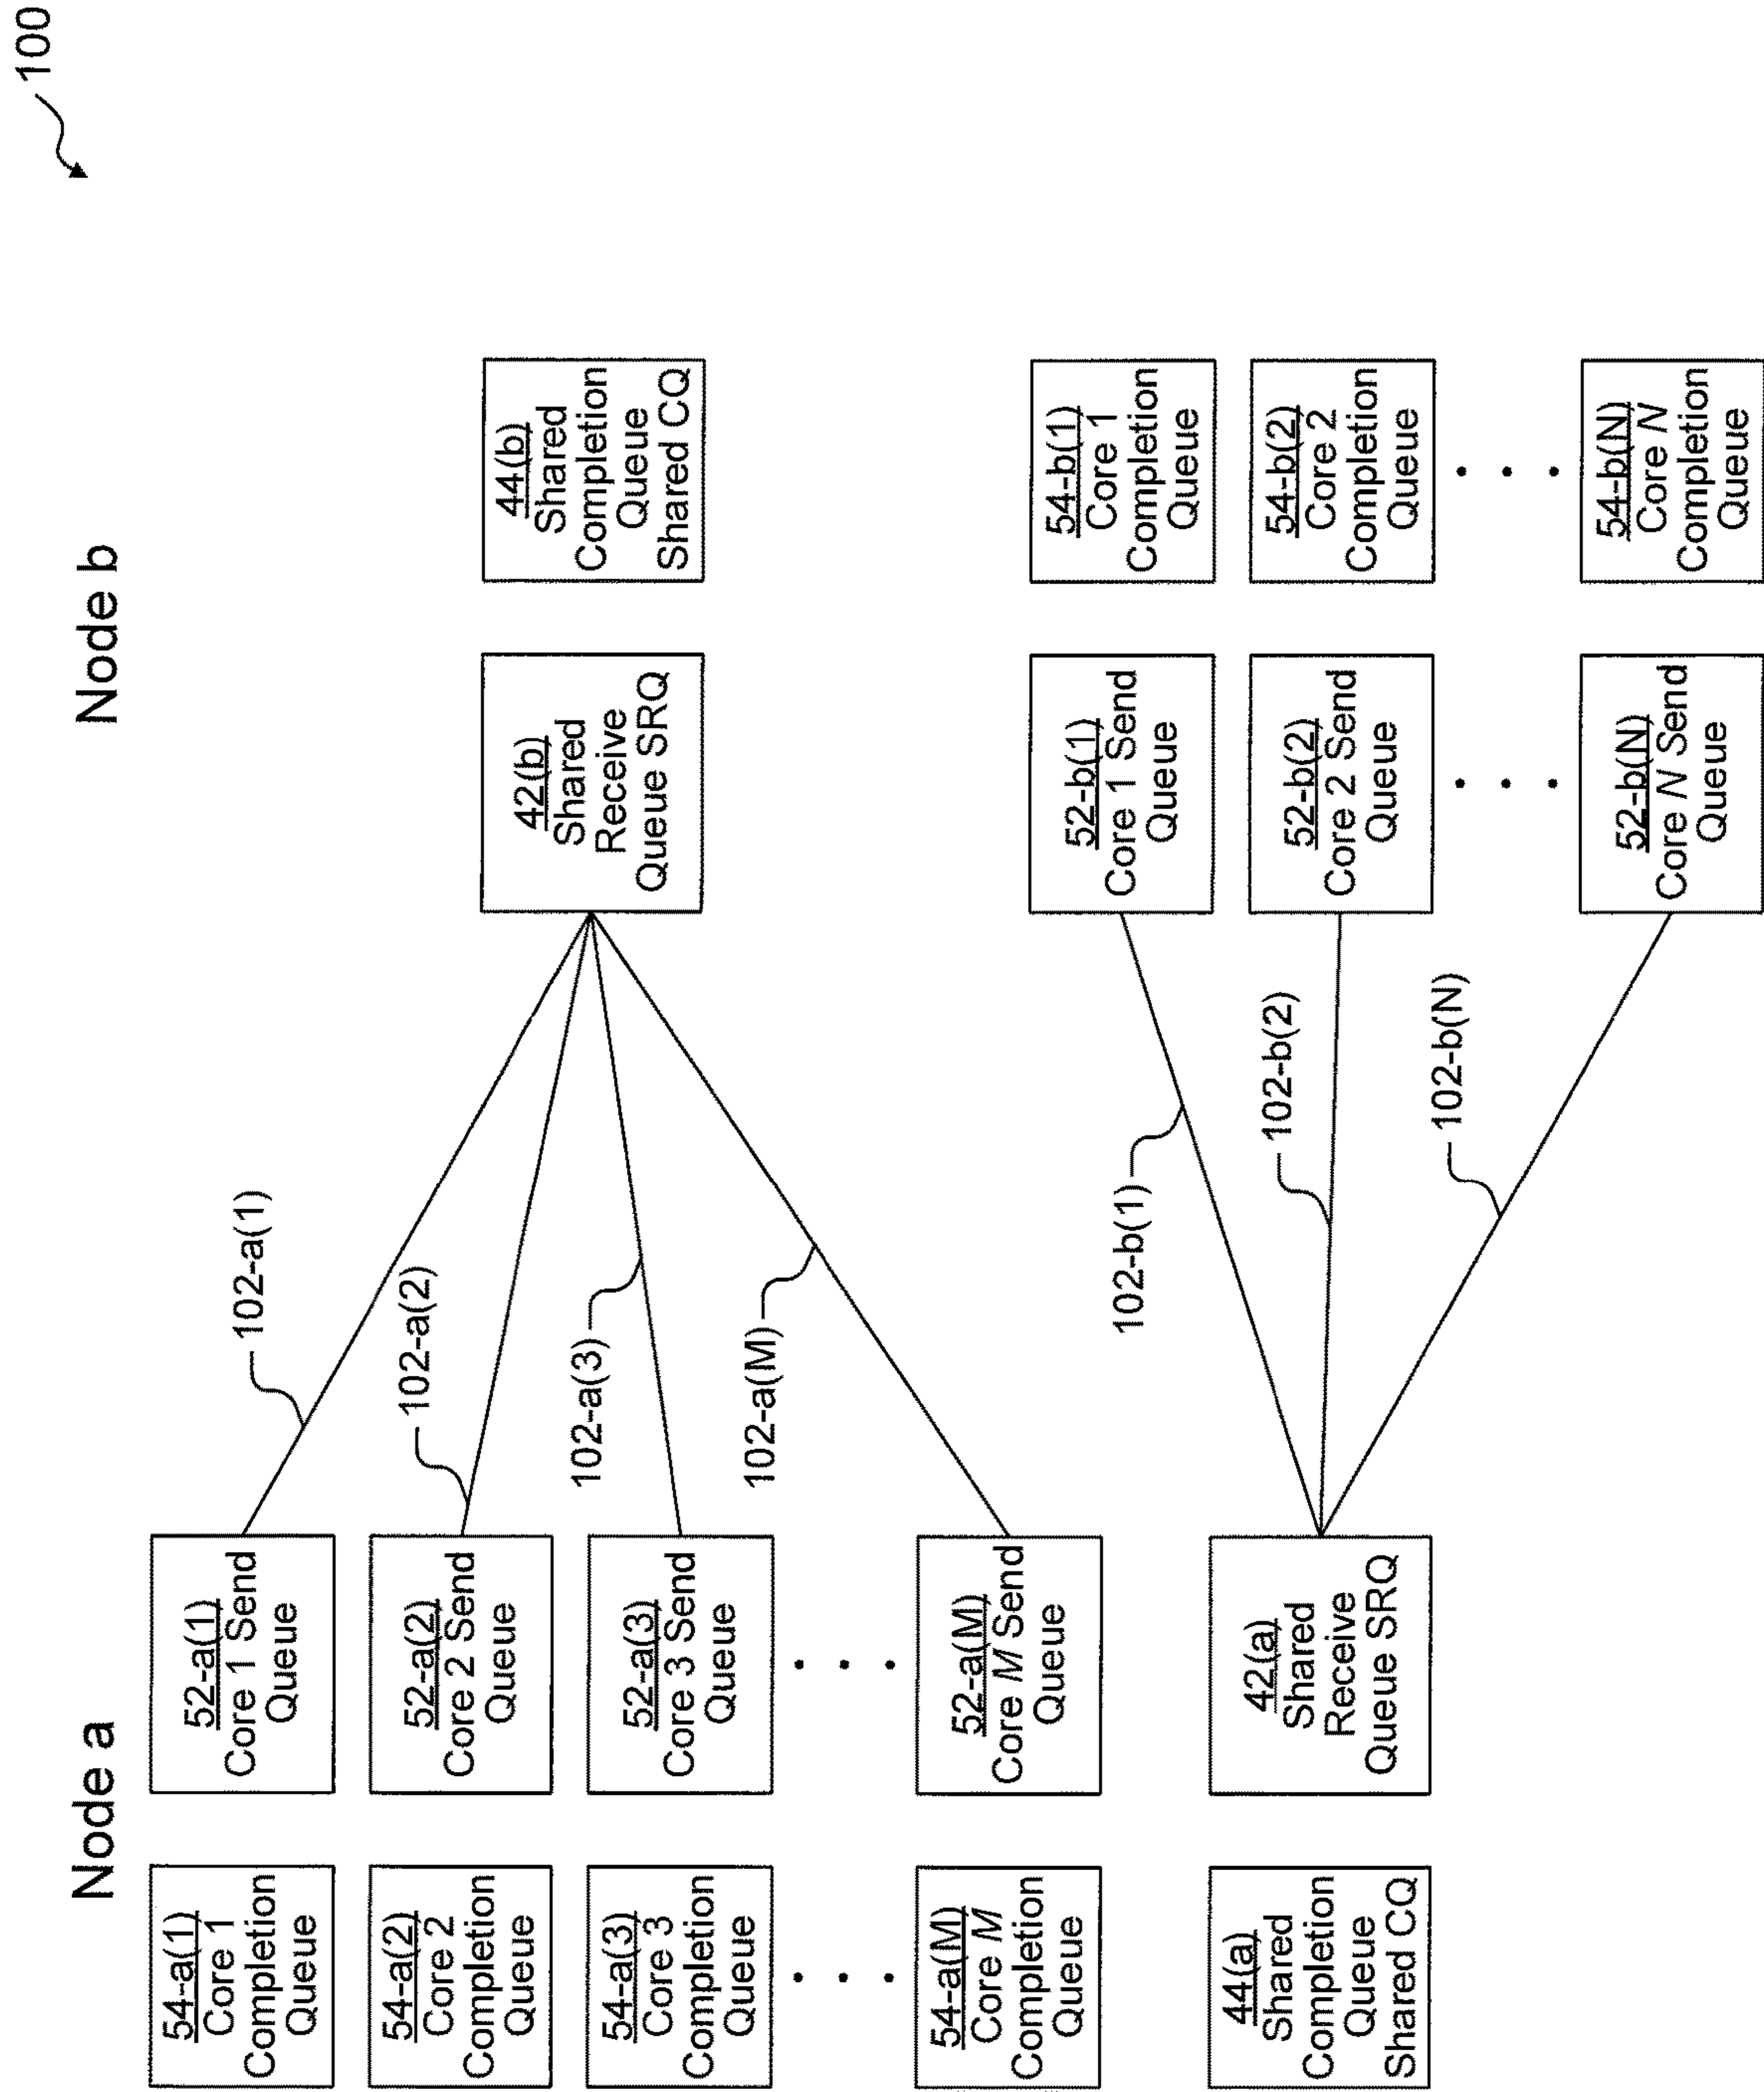 100
Node a
Node b
54-a(1)
Core 1
Completion
Queue
52-a(1)
Core 1 Send
Queue
102-a(1)
54-a(2)
Core 2
Completion
Queue
52-a(2)
Core 2 Send
Queue
102-a(2)
54-a(3)
Core 3
Completion
Queue
52-a(3)
Core 3 Send
Queue
102-a(3)
54-a(M)
Core M
Completion
Queue
52-a(M)
Core M Send
Queue
102-a(M)
42(b)
Shared
Receive
Queue SRQ
44(b)
Shared
Completion
Queue
Shared CQ
44(a)
Shared
Completion
Queue
Shared CQ
42(a)
Shared
Receive
Queue SRQ
102-b(1)
52-b(1)
Core 1 Send
Queue
54-b(1)
Core 1
Completion
Queue
102-b(2)
52-b(2)
Core 2 Send
Queue
54-b(2)
Core 2
Completion
Queue
102-b(N)
52-b(N)
Core N Send
Queue
54-b(N)
Core N
Completion
Queue